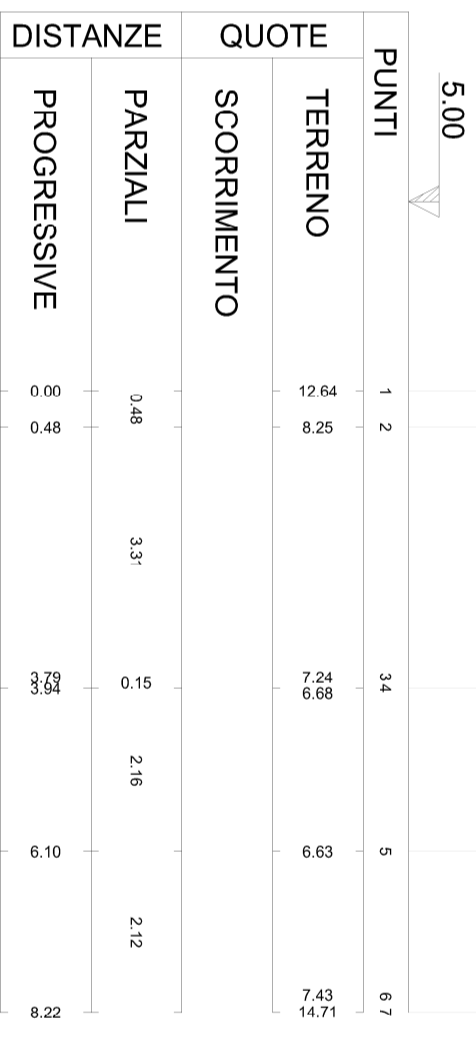 5.00
PUNTI 1 2 3 4 5 6 7
QUOTE
TERRENO 12.64 8.25 7.24 6.68 6.63 7.43 14.71
SCORRIMENTO
DISTANZE
PARZIALI 0.48 3.31 0.15 2.16 2.12
PROGRESSIVE 0.00 0.48 3.79 3.94 6.10 8.22